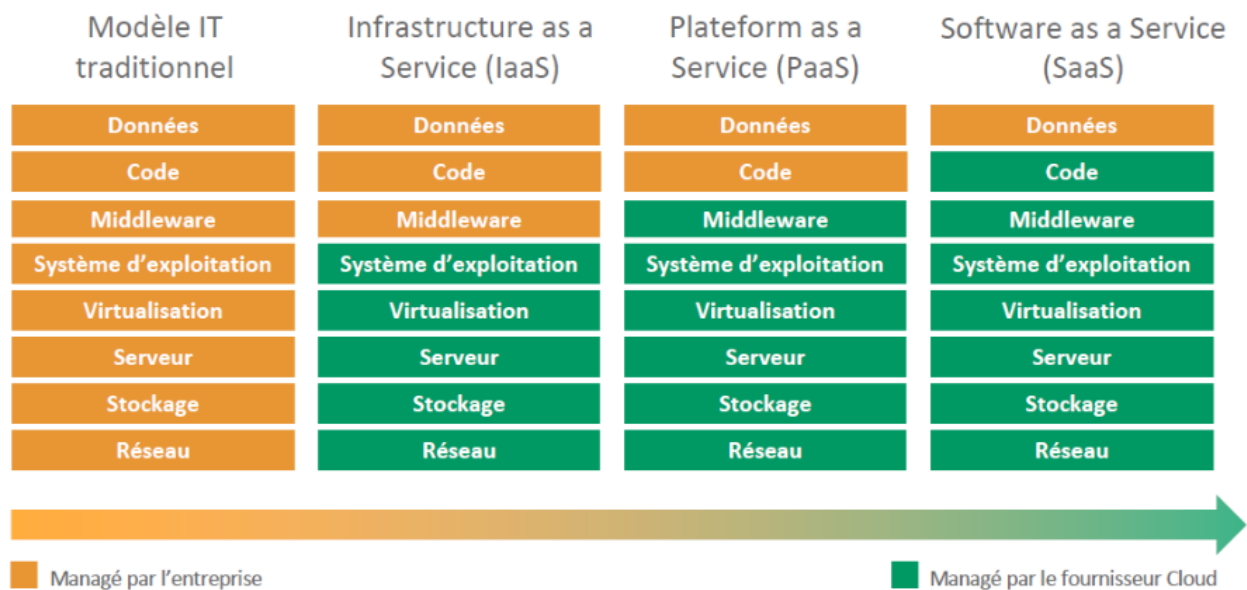 Modèle IT
traditionnel
Infrastructure as a
Service (IaaS)
Plateform as a
Service (PaaS)
Software as a Service
(SaaS)
Données
Données
Données
Données
Code
Code
Code
Code
Middleware
Middleware
Middleware
Middleware
Système d'exploitation
Système d'exploitation
Système d'exploitation
Système d'exploitation
Virtualisation
Virtualisation
Virtualisation
Virtualisation
Serveur
Serveur
Serveur
Serveur
Stockage
Stockage
Stockage
Stockage
Réseau
Réseau
Réseau
Réseau
Managé par l'entreprise
Managé par le fournisseur Cloud